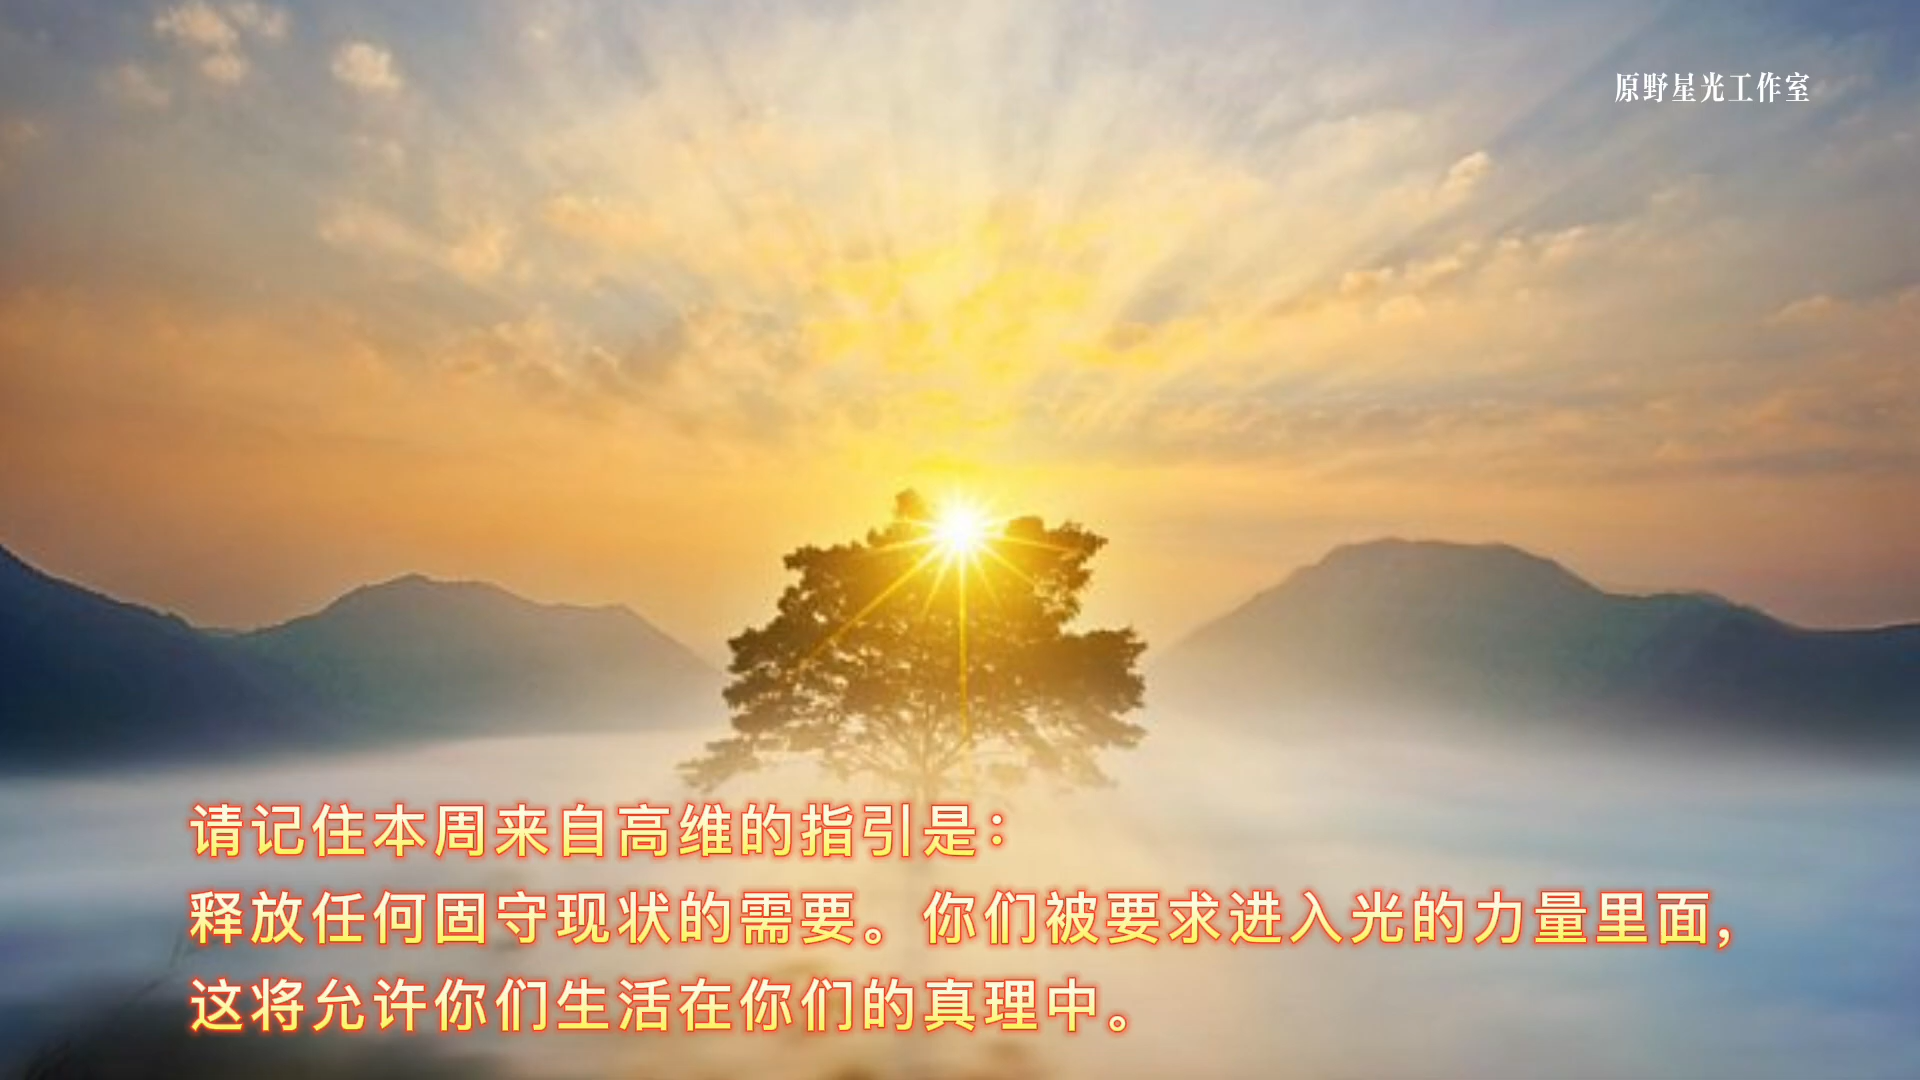 原野星光工作室
请记住本周来自高维的指引是：
释放任何固守现状的需要。你们被要求进入光的力量里面，
这将允许你们生活在你们的真理中。